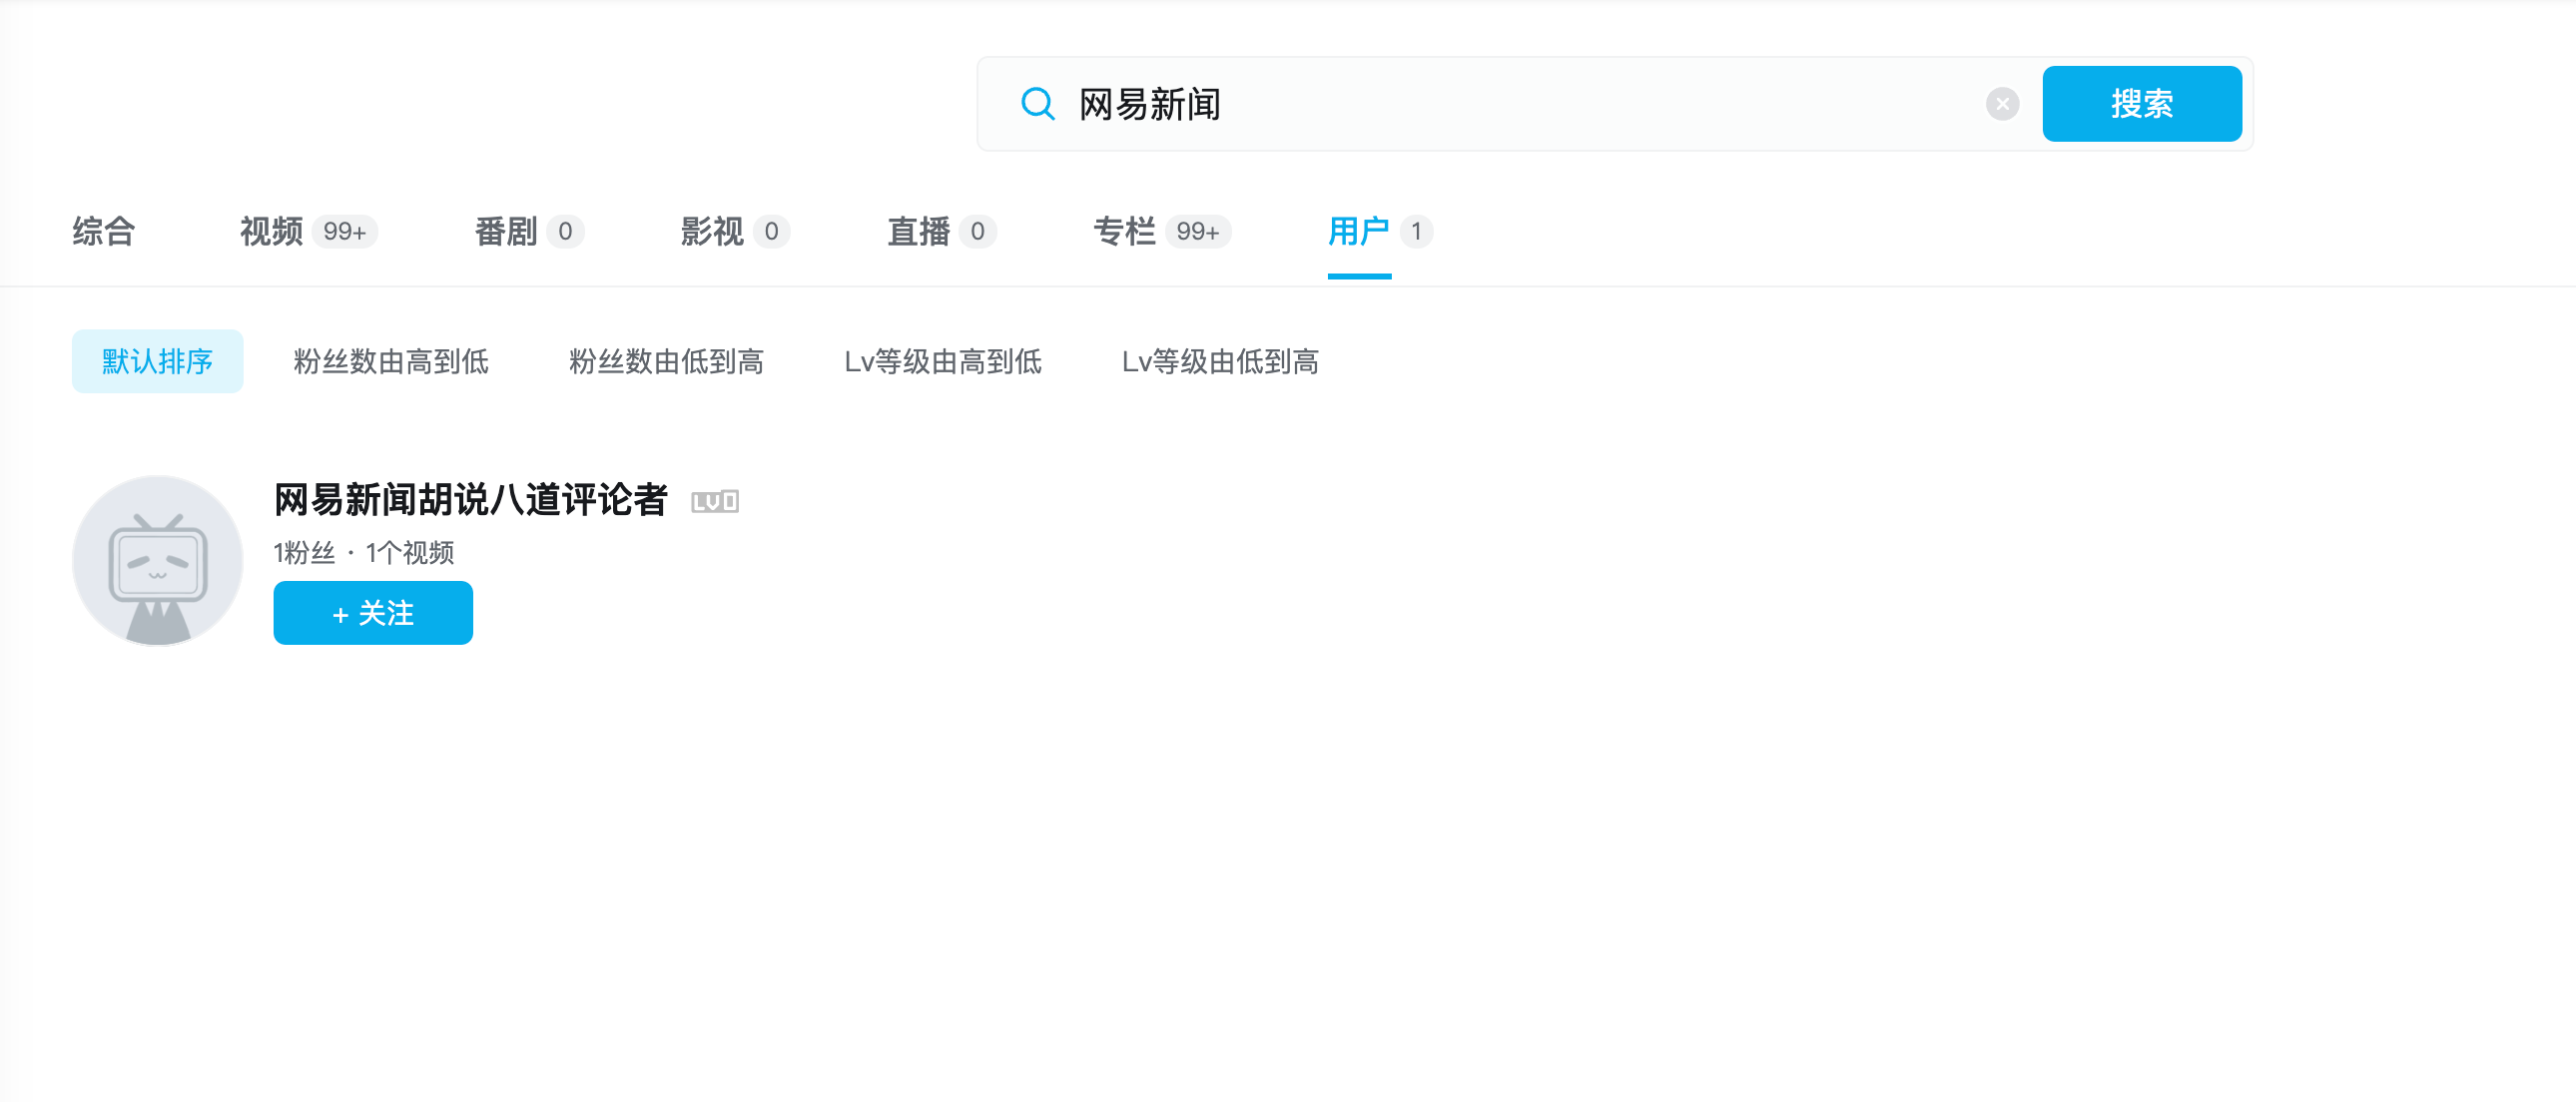 网易新闻
搜索
综合 视频 99+ 番剧 0 影视 0 直播 0 专栏 99+ 用户 1
默认排序 粉丝数由高到低 粉丝数由低到高 Lv等级由高到低 Lv等级由低到高
网易新闻胡说八道评论者 LV0
1粉丝 · 1个视频
+ 关注